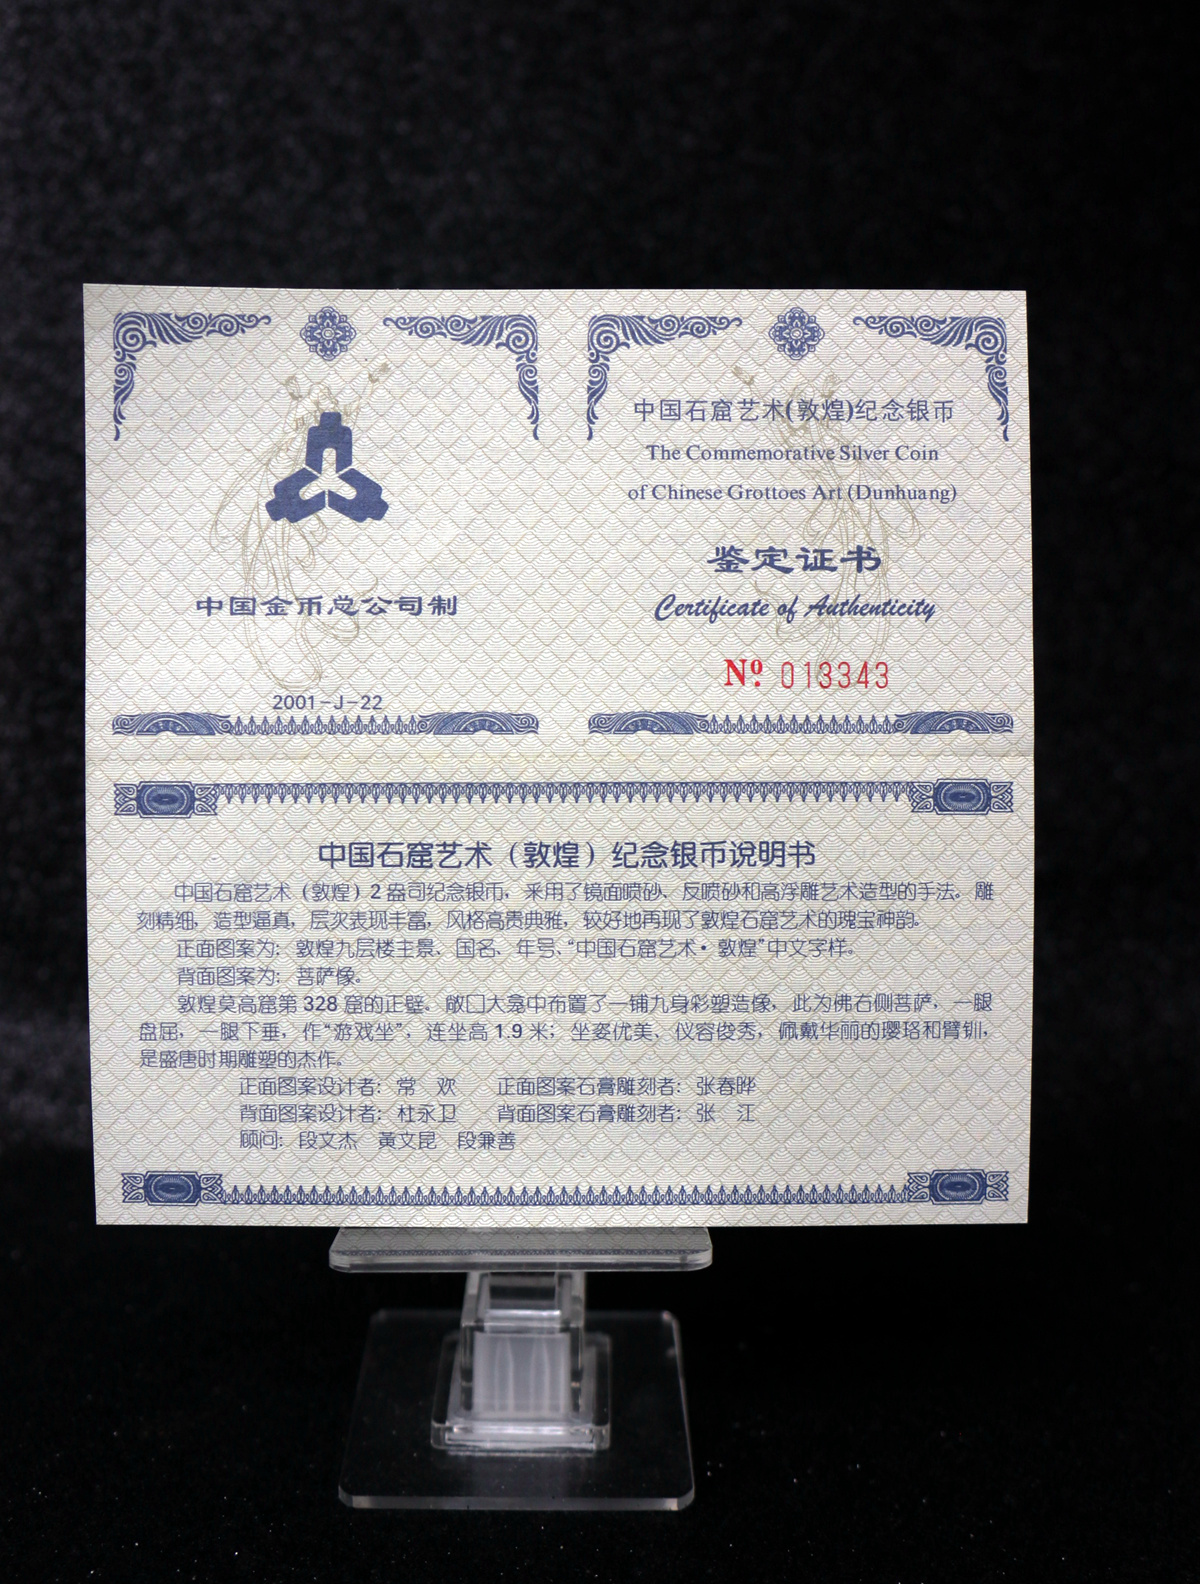 中国金币总公司制
2001-J-22
中国石窟艺术(敦煌)纪念银币
The Commemorative Silver Coin
of Chinese Grottoes Art (Dunhuang)
鉴定证书
Certificate of Authenticity
Nº 013343
中国石窟艺术（敦煌）纪念银币说明书
中国石窟艺术（敦煌）2盎司纪念银币，采用了镜面喷砂、反喷砂和高浮雕艺术造型的手法。雕
刻精细，造型逼真，层次表现丰富，风格高贵典雅，较好地再现了敦煌石窟艺术的瑰宝神韵。
正面图案为：敦煌九层楼主景、国名、年号、“中国石窟艺术·敦煌”中文字样。
背面图案为：菩萨像。
敦煌莫高窟第328窟的正壁。敞口大龛中布置了一铺九身彩塑造像，此为佛右侧菩萨，一腿
盘屈，一腿下垂，作“游戏坐”，连坐高1.9米；坐姿优美、仪容俊秀，佩戴华丽的璎珞和臂钏，
是盛唐时期雕塑的杰作。
正面图案设计者：常　欢　　正面图案石膏雕刻者：张春晔
背面图案设计者：杜永卫　　背面图案石膏雕刻者：张　江
顾问：段文杰　黄文昆　段兼善